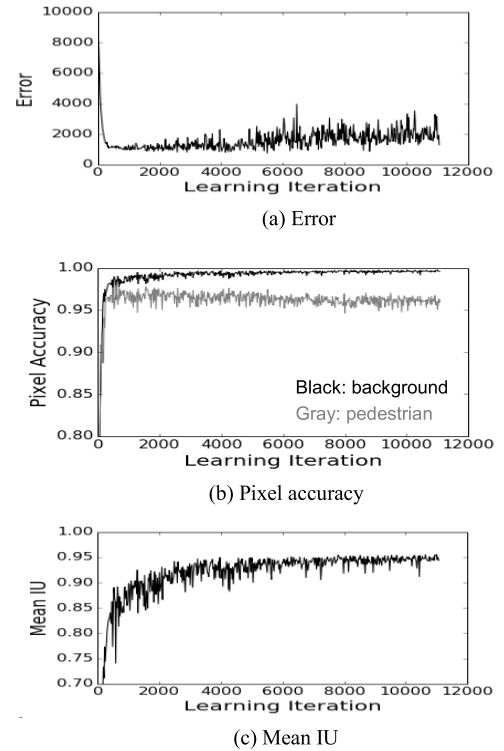 10000
8000
6000
4000
2000
0
Error
0 2000 4000 6000 8000 10000 12000
Learning Iteration
(a) Error
1.00
0.95
0.90
0.85
0.80
Pixel Accuracy
Black: background
Gray: pedestrian
0 2000 4000 6000 8000 10000 12000
Learning Iteration
(b) Pixel accuracy
1.00
0.95
0.90
0.85
0.80
0.75
0.70
Mean IU
0 2000 4000 6000 8000 10000 12000
Learning Iteration
(c) Mean IU